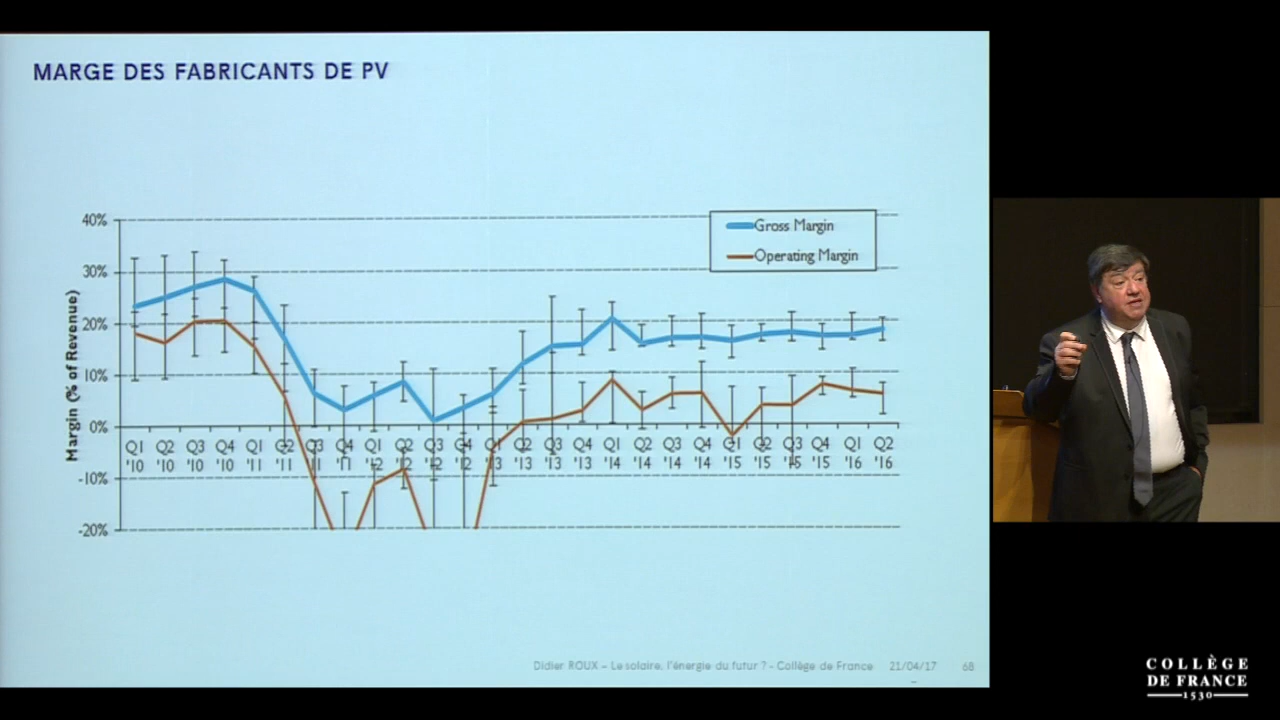 MARGE DES FABRICANTS DE PV
Gross Margin
Operating Margin
Margin (% of Revenue)
40%
30%
20%
10%
0%
-10%
-20%
Q1 Q2 Q3 Q4 Q1 Q2 Q3 Q4 Q1 Q2 Q3 Q4 Q1 Q2 Q3 Q4 Q1 Q2 Q3 Q4 Q1 Q2 Q3 Q4 Q1 Q2
'10 '10 '10 '10 '11 '11 '11 '11 '12 '12 '12 '12 '13 '13 '13 '13 '14 '14 '14 '14 '15 '15 '15 '15 '16 '16
Didier ROUX – Le solaire, l'énergie du futur ? - Collège de France 21/04/17 68
COLLÈGE
DE FRANCE
1530